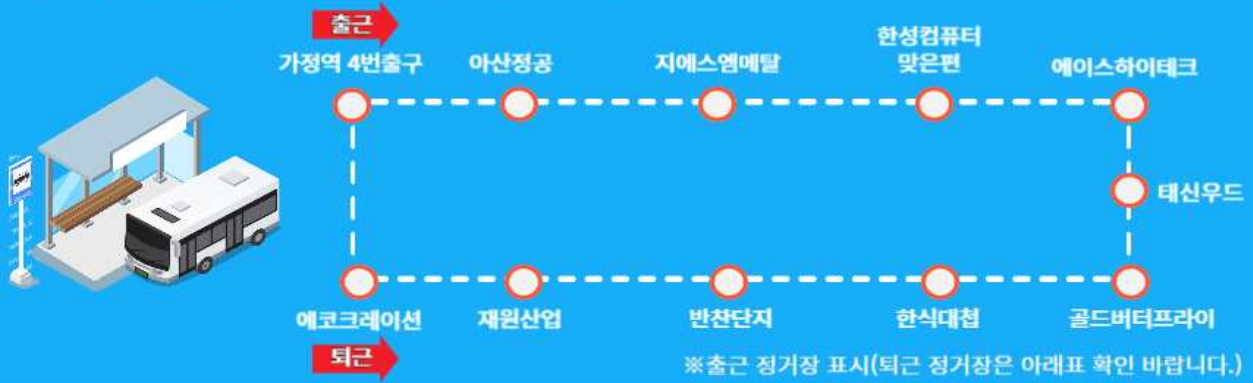 출근
가정역 4번출구
아산정공
지에스엠메탈
한성컴퓨터
맞은편
에이스하이테크
태신우드
에코크레이션
재원산업
반찬단지
한식대첩
골드버터프라이
퇴근
※출근 정거장 표시(퇴근 정거장은 아래표 확인 바랍니다.)